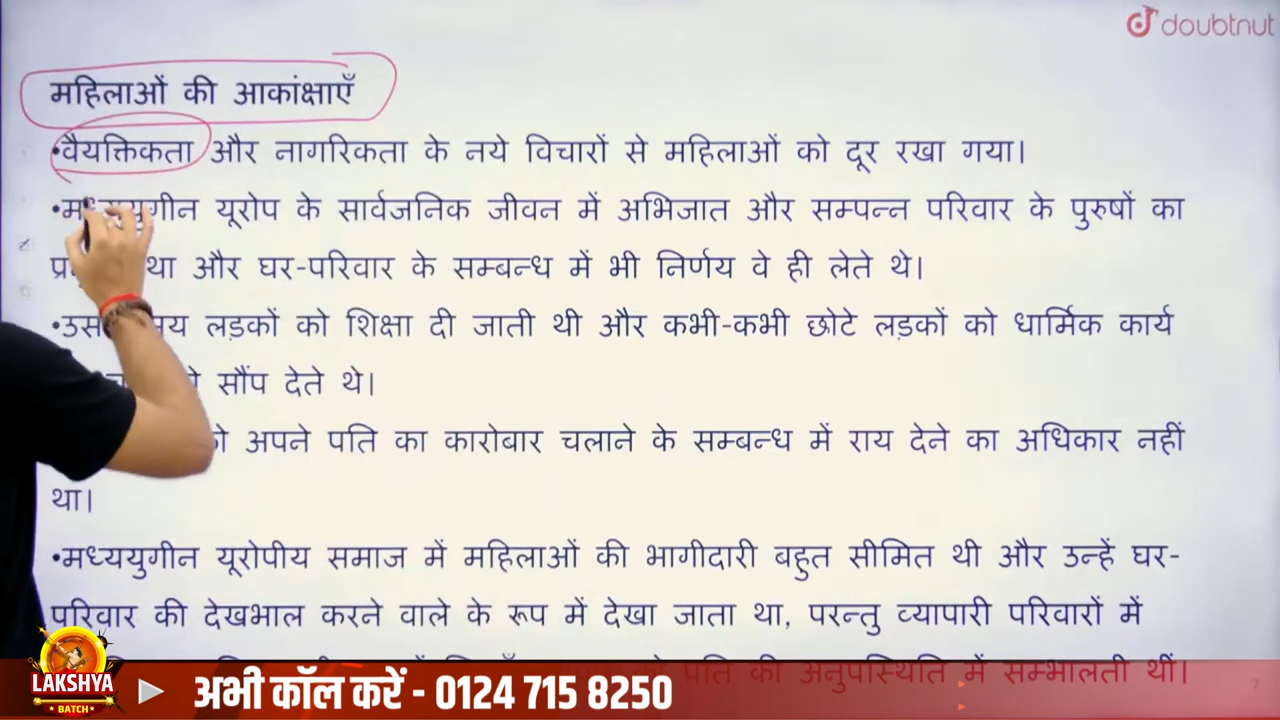 doubtnut
महिलाओं की आकांक्षाएँ
•वैयक्तिकता और नागरिकता के नये विचारों से महिलाओं को दूर रखा गया।
यूरोप के सार्वजनिक जीवन में अभिजात और सम्पन्न परिवार के पुरुषों का
था और घर-परिवार के सम्बन्ध में भी निर्णय वे ही लेते थे।
लड़कों को शिक्षा दी जाती थी और कभी-कभी छोटे लड़कों को धार्मिक कार्य
सौंप देते थे।
अपने पति का कारोबार चलाने के सम्बन्ध में राय देने का अधिकार नहीं
था।
•मध्ययुगीन यूरोपीय समाज में महिलाओं की भागीदारी बहुत सीमित थी और उन्हें घर-
परिवार की देखभाल करने वाले के रूप में देखा जाता था, परन्तु व्यापारी परिवारों में
पति की अनुपस्थिति में सम्भालती थीं।
LAKSHYA
BATCH
अभी कॉल करें - 0124 715 8250
7